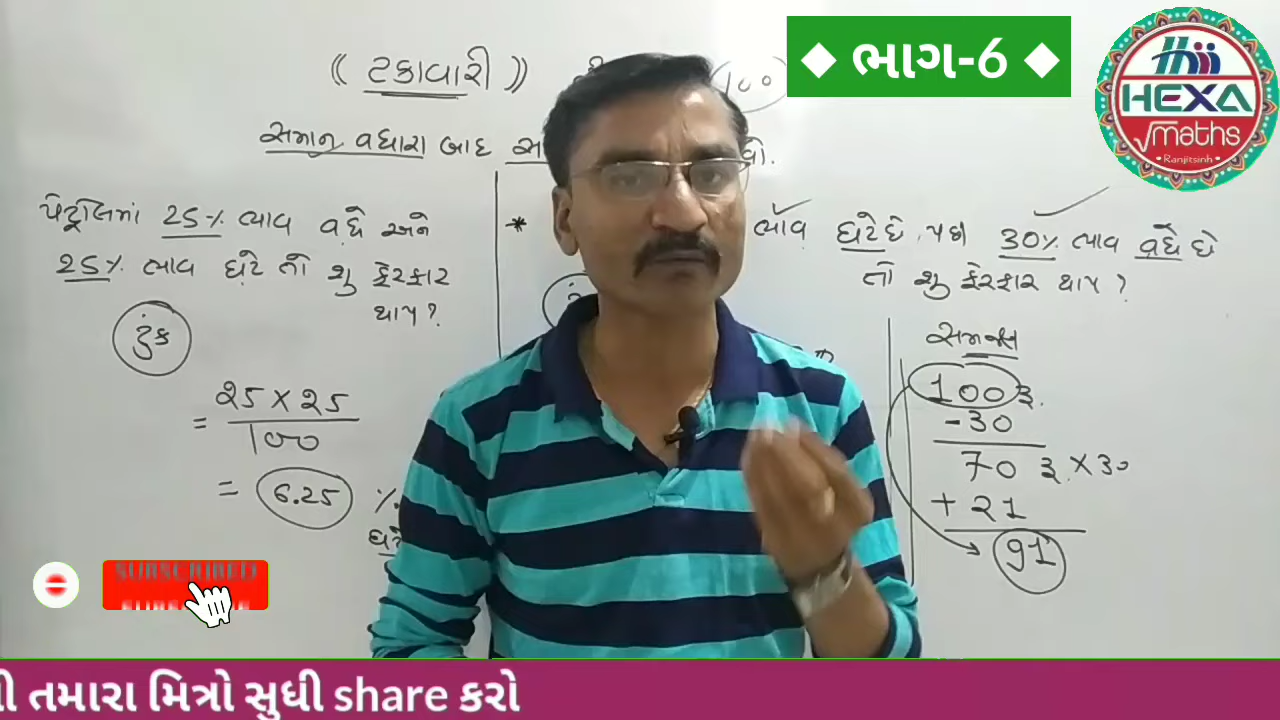 ◆ ભાગ-6 ◆
HEXA
maths
• Ranjitsinh •
(( ટકાવારી ))
100
સમાન વધારા બાદ
પેટ્રોલમાં 25% ભાવ વધે અને
25% ભાવ ઘટે તો શુ ફેરફાર
થાય?
ટુંક
= 25 × 25
100
= 6.25 %
* ભાવ ઘટે છે પછી 30% ભાવ વધે છે
તો શુ ફેરફાર થાય?
સમજ
100 રૂ.
- 30
70 રૂ. × 30
+ 21
91
SUBSCRIBED
તમારા મિત્રો સુધી share કરો